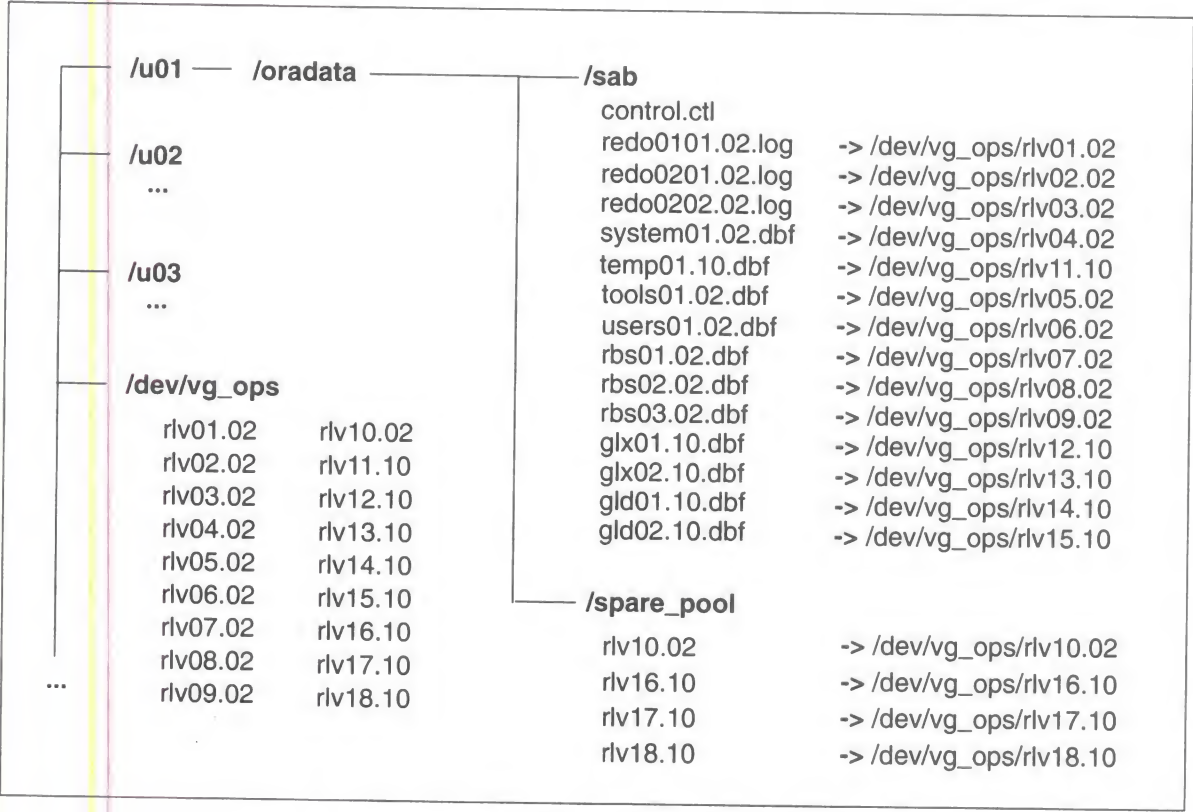 /u01 /oradata /sab
control.ctl
redo0101.02.log -> /dev/vg_ops/rlv01.02
redo0201.02.log -> /dev/vg_ops/rlv02.02
redo0202.02.log -> /dev/vg_ops/rlv03.02
system01.02.dbf -> /dev/vg_ops/rlv04.02
temp01.10.dbf -> /dev/vg_ops/rlv11.10
tools01.02.dbf -> /dev/vg_ops/rlv05.02
users01.02.dbf -> /dev/vg_ops/rlv06.02
rbs01.02.dbf -> /dev/vg_ops/rlv07.02
rbs02.02.dbf -> /dev/vg_ops/rlv08.02
rbs03.02.dbf -> /dev/vg_ops/rlv09.02
glx01.10.dbf -> /dev/vg_ops/rlv12.10
glx02.10.dbf -> /dev/vg_ops/rlv13.10
gld01.10.dbf -> /dev/vg_ops/rlv14.10
gld02.10.dbf -> /dev/vg_ops/rlv15.10
/spare_pool
rlv10.02 -> /dev/vg_ops/rlv10.02
rlv16.10 -> /dev/vg_ops/rlv16.10
rlv17.10 -> /dev/vg_ops/rlv17.10
rlv18.10 -> /dev/vg_ops/rlv18.10
/u02
...
/u03
...
/dev/vg_ops
rlv01.02 rlv10.02
rlv02.02 rlv11.10
rlv03.02 rlv12.10
rlv04.02 rlv13.10
rlv05.02 rlv14.10
rlv06.02 rlv15.10
rlv07.02 rlv16.10
rlv08.02 rlv17.10
rlv09.02 rlv18.10
...